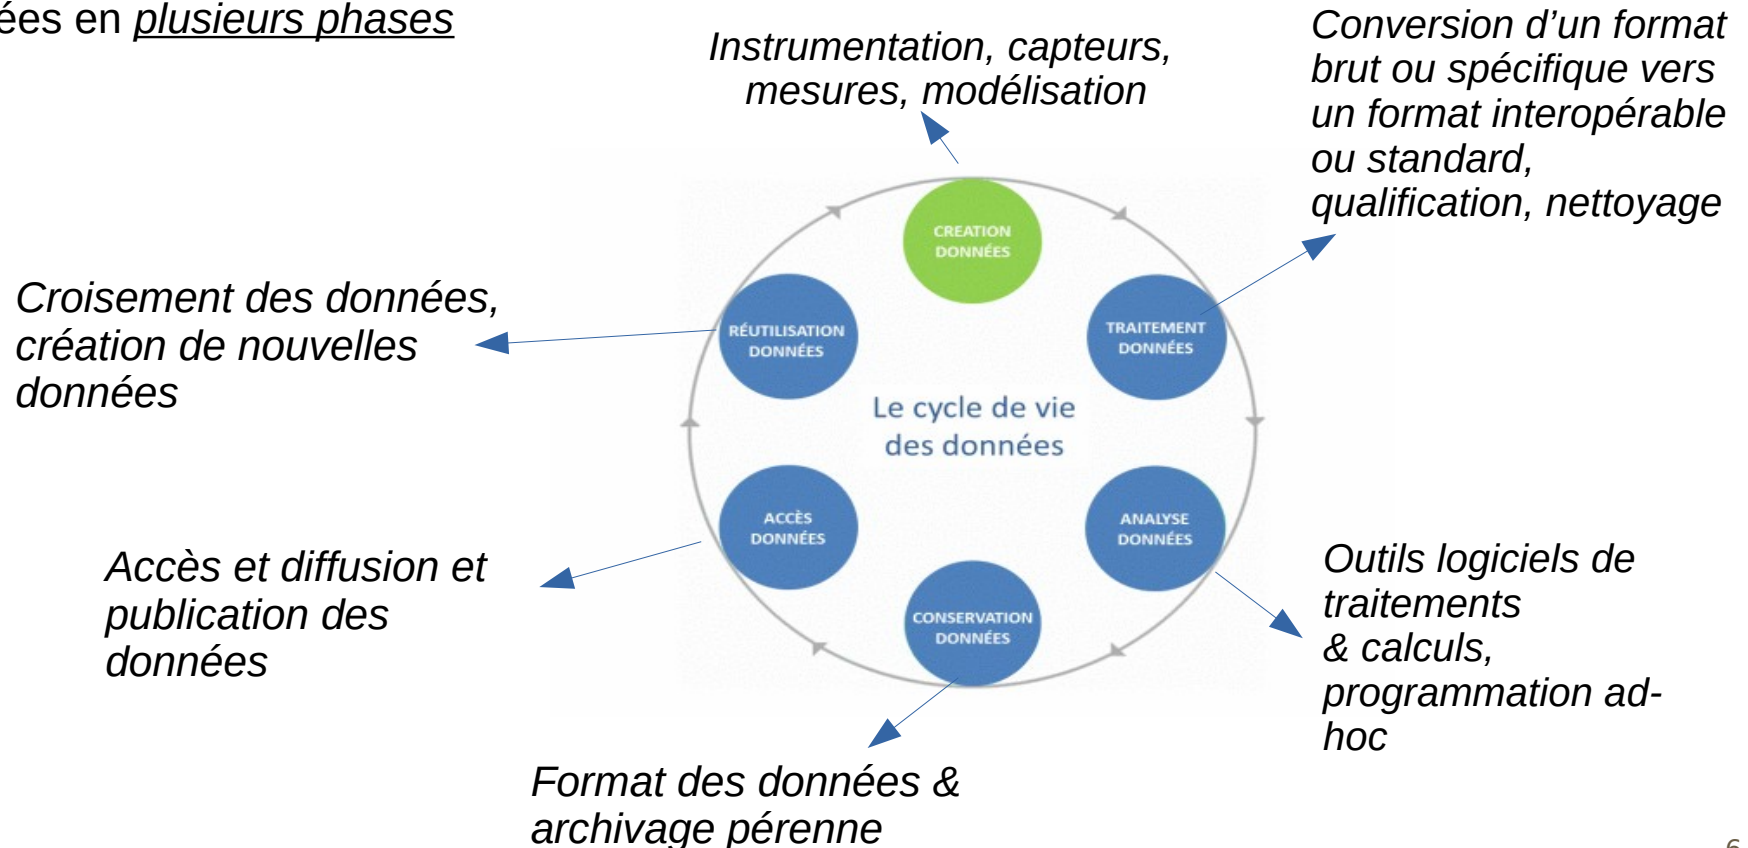 ées en plusieurs phases
Instrumentation, capteurs,
mesures, modélisation
Conversion d’un format
brut ou spécifique vers
un format interopérable
ou standard,
qualification, nettoyage
CREATION
DONNÉES
Croisement des données,
création de nouvelles
données
RÉUTILISATION
DONNÉES
TRAITEMENT
DONNÉES
Le cycle de vie
des données
ACCÈS
DONNÉES
ANALYSE
DONNÉES
Accès et diffusion et
publication des
données
Outils logiciels de
traitements
& calculs,
programmation ad-
hoc
CONSERVATION
DONNÉES
Format des données &
archivage pérenne
6